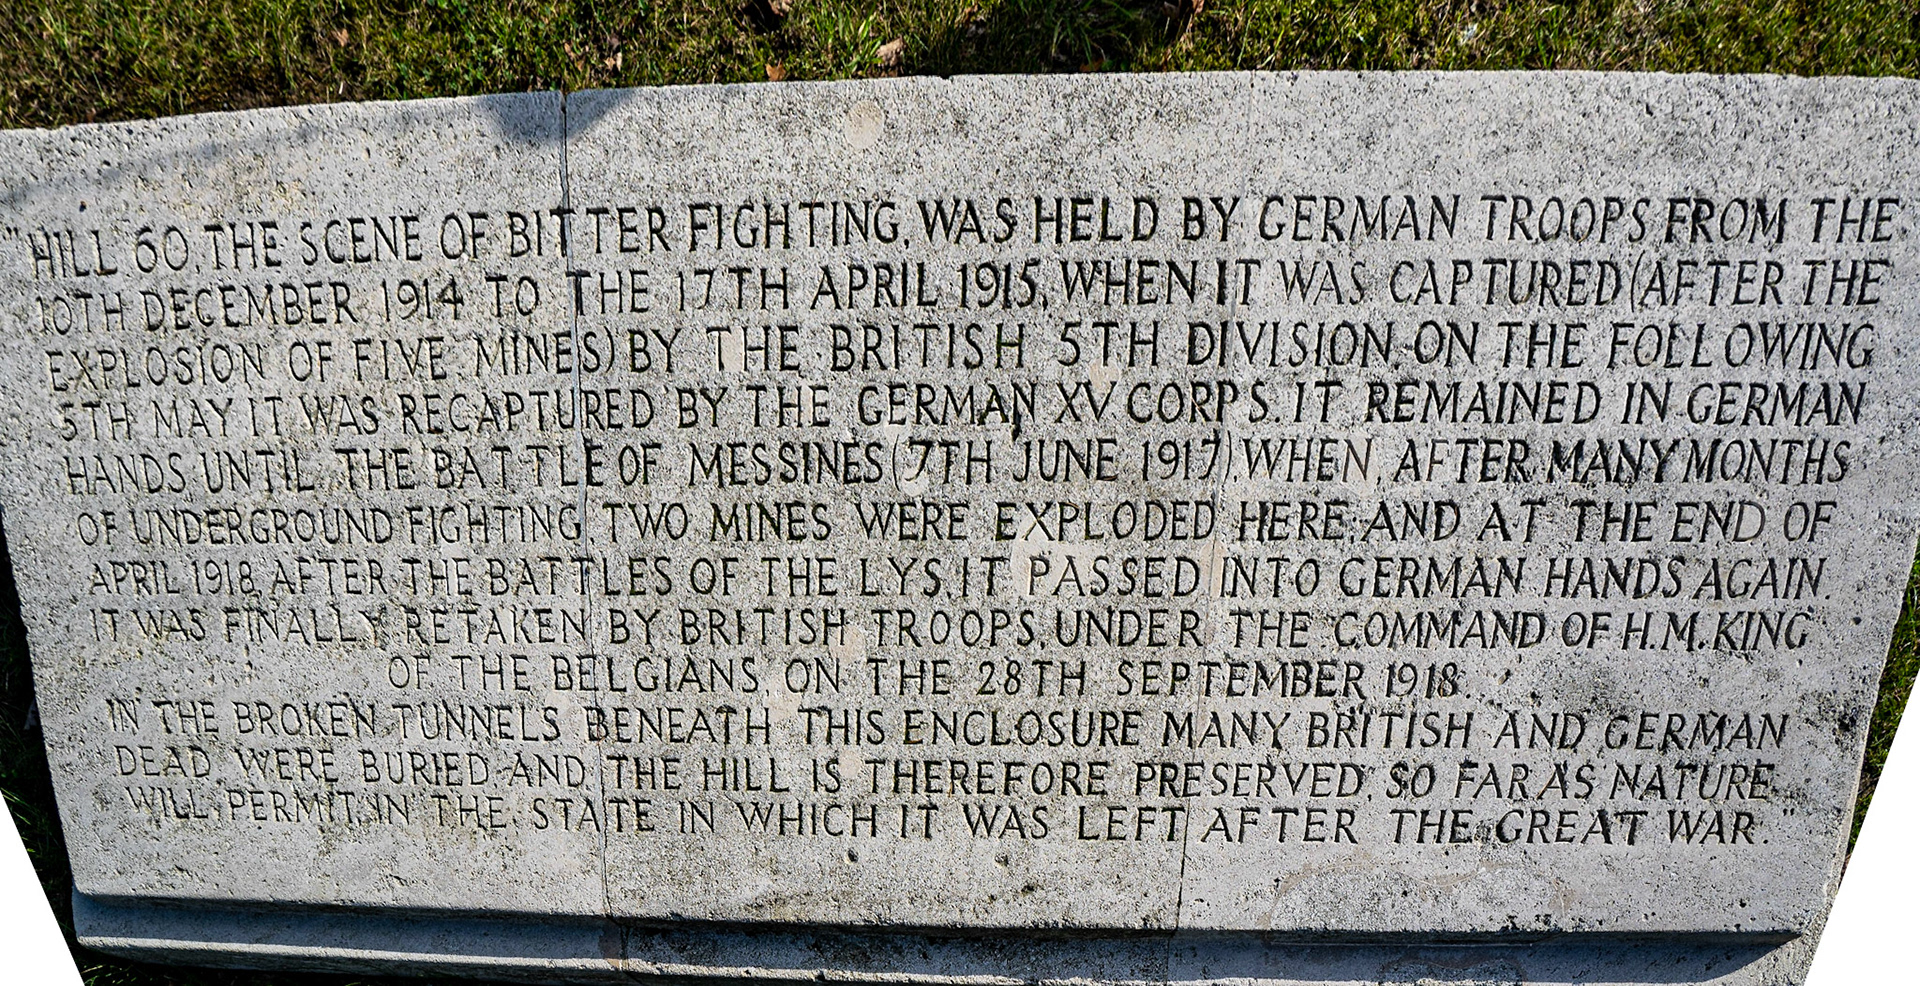 "HILL 60, THE SCENE OF BITTER FIGHTING, WAS HELD BY GERMAN TROOPS FROM THE
10TH DECEMBER 1914 TO THE 17TH APRIL 1915, WHEN IT WAS CAPTURED (AFTER THE
EXPLOSION OF FIVE MINES) BY THE BRITISH 5TH DIVISION. ON THE FOLLOWING
5TH MAY IT WAS RECAPTURED BY THE GERMAN XV CORPS. IT REMAINED IN GERMAN
HANDS UNTIL THE BATTLE OF MESSINES (7TH JUNE 1917), WHEN, AFTER MANY MONTHS
OF UNDERGROUND FIGHTING, TWO MINES WERE EXPLODED HERE; AND AT THE END OF
APRIL 1918, AFTER THE BATTLES OF THE LYS, IT PASSED INTO GERMAN HANDS AGAIN.
IT WAS FINALLY RETAKEN BY BRITISH TROOPS, UNDER THE COMMAND OF H.M. KING
OF THE BELGIANS, ON THE 28TH SEPTEMBER 1918.
IN THE BROKEN TUNNELS BENEATH THIS ENCLOSURE MANY BRITISH AND GERMAN
DEAD WERE BURIED, AND THE HILL IS THEREFORE PRESERVED, SO FAR AS NATURE
WILL PERMIT, IN THE STATE IN WHICH IT WAS LEFT AFTER THE GREAT WAR."